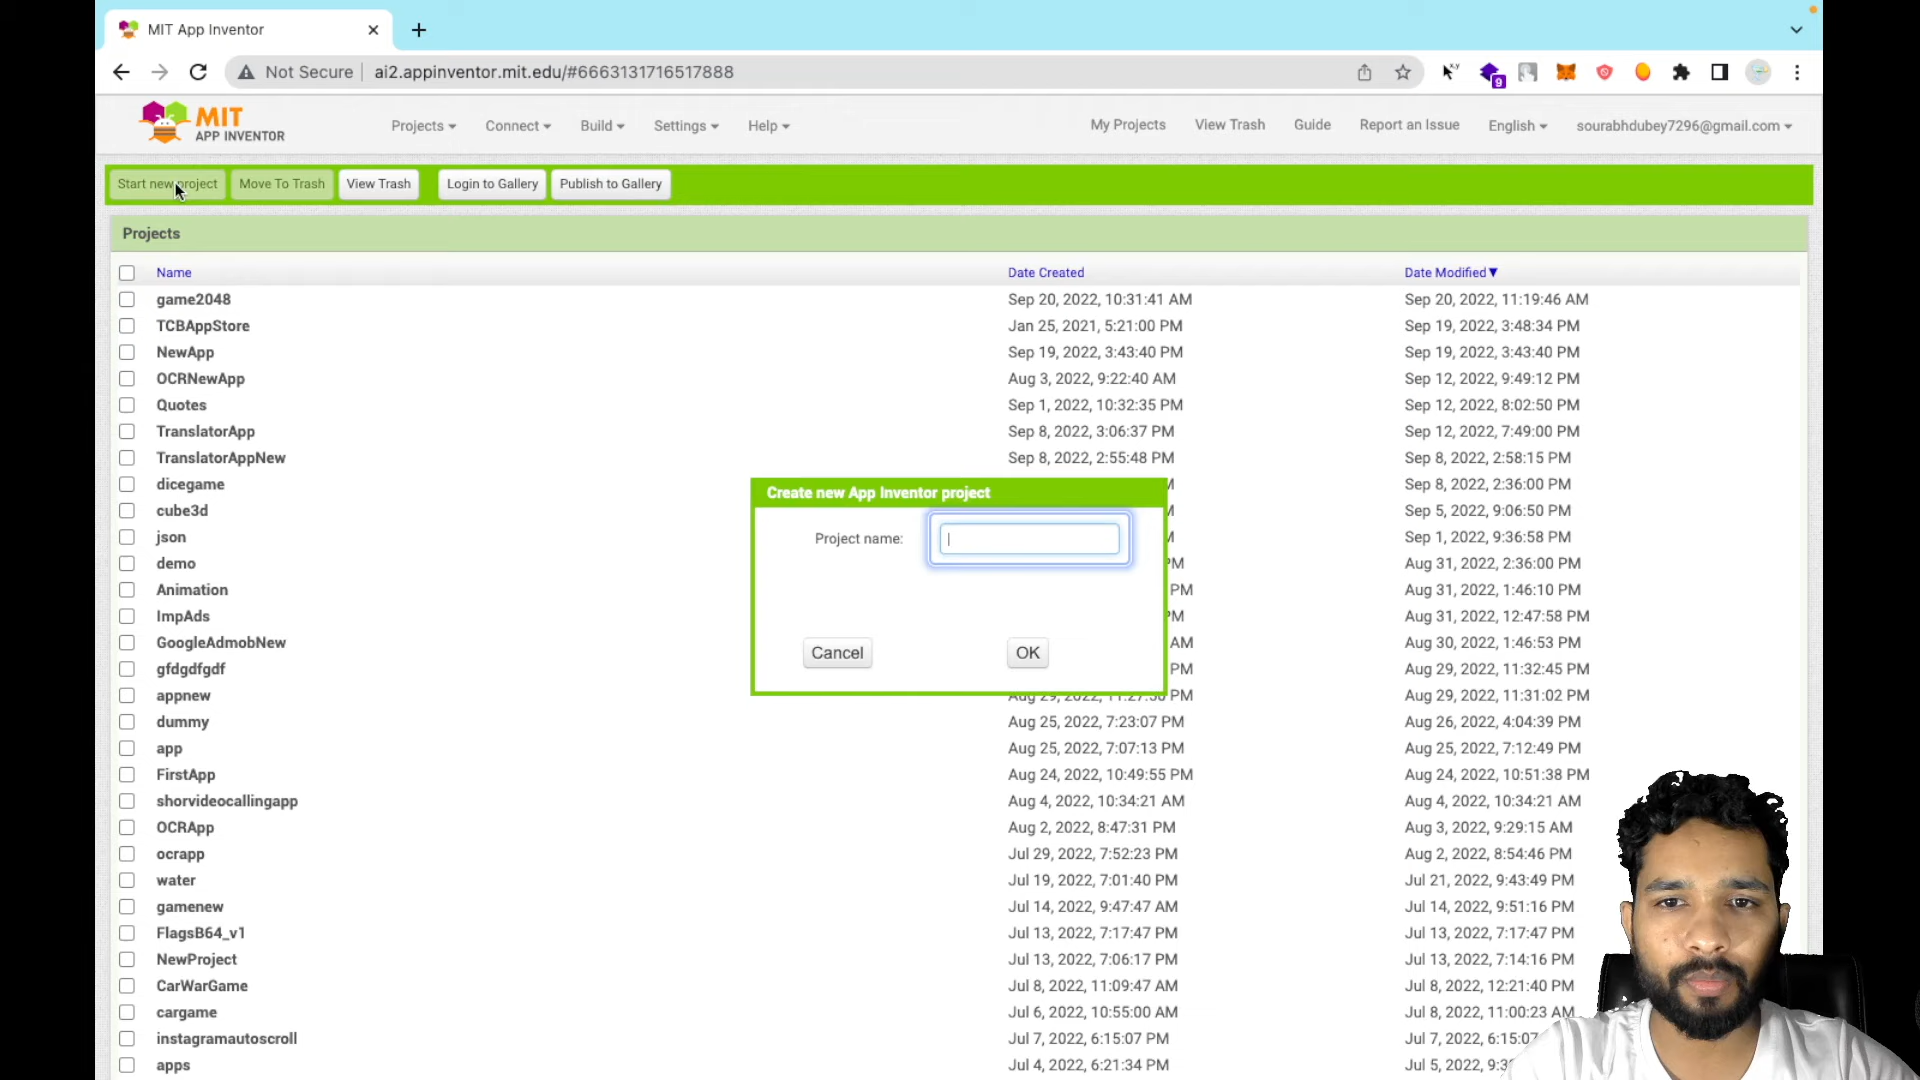 MIT App Inventor
Not Secure ai2.appinventor.mit.edu/#6663131716517888
9
MIT
APP INVENTOR
Projects Connect Build Settings Help My Projects View Trash Guide Report an Issue English sourabhdubey7296@gmail.com
Start new project Move To Trash View Trash Login to Gallery Publish to Gallery
Projects
Name Date Created Date Modified
game2048 Sep 20, 2022, 10:31:41 AM Sep 20, 2022, 11:19:46 AM
TCBAppStore Jan 25, 2021, 5:21:00 PM Sep 19, 2022, 3:48:34 PM
NewApp Sep 19, 2022, 3:43:40 PM Sep 19, 2022, 3:43:40 PM
OCRNewApp Aug 3, 2022, 9:22:40 AM Sep 12, 2022, 9:49:12 PM
Quotes Sep 1, 2022, 10:32:35 PM Sep 12, 2022, 8:02:50 PM
TranslatorApp Sep 8, 2022, 3:06:37 PM Sep 12, 2022, 7:49:00 PM
TranslatorAppNew Sep 8, 2022, 2:55:48 PM Sep 8, 2022, 2:58:15 PM
dicegame Sep 8, 2022, 2:36:00 PM
Create new App Inventor project
cube3d Sep 5, 2022, 9:06:50 PM
json Sep 1, 2022, 9:36:58 PM
Project name:
demo PM Aug 31, 2022, 2:36:00 PM
Animation PM Aug 31, 2022, 1:46:10 PM
ImpAds Aug 31, 2022, 12:47:58 PM
GoogleAdmobNew AM Aug 30, 2022, 1:46:53 PM
Cancel OK
gfdgdfgdf PM Aug 29, 2022, 11:32:45 PM
appnew Aug 29, 2022, 11:27:50 PM Aug 29, 2022, 11:31:02 PM
dummy Aug 25, 2022, 7:23:07 PM Aug 26, 2022, 4:04:39 PM
app Aug 25, 2022, 7:07:13 PM Aug 25, 2022, 7:12:49 PM
FirstApp Aug 24, 2022, 10:49:55 PM Aug 24, 2022, 10:51:38 PM
shorvideocallingapp Aug 4, 2022, 10:34:21 AM Aug 4, 2022, 10:34:21 AM
OCRApp Aug 2, 2022, 8:47:31 PM Aug 3, 2022, 9:29:15 AM
ocrapp Jul 29, 2022, 7:52:23 PM Aug 2, 2022, 8:54:46 PM
water Jul 19, 2022, 7:01:40 PM Jul 21, 2022, 9:43:49 PM
gamenew Jul 14, 2022, 9:47:47 AM Jul 14, 2022, 9:51:16 PM
FlagsB64_v1 Jul 13, 2022, 7:17:47 PM Jul 13, 2022, 7:17:47 PM
NewProject Jul 13, 2022, 7:06:17 PM Jul 13, 2022, 7:14:16 PM
CarWarGame Jul 8, 2022, 11:09:47 AM Jul 8, 2022, 12:21:40 PM
cargame Jul 6, 2022, 10:55:00 AM Jul 8, 2022, 11:00:23 AM
instagramautoscroll Jul 7, 2022, 6:15:07 PM Jul 7, 2022, 6:15:07
apps Jul 4, 2022, 6:21:34 PM Jul 5, 2022,